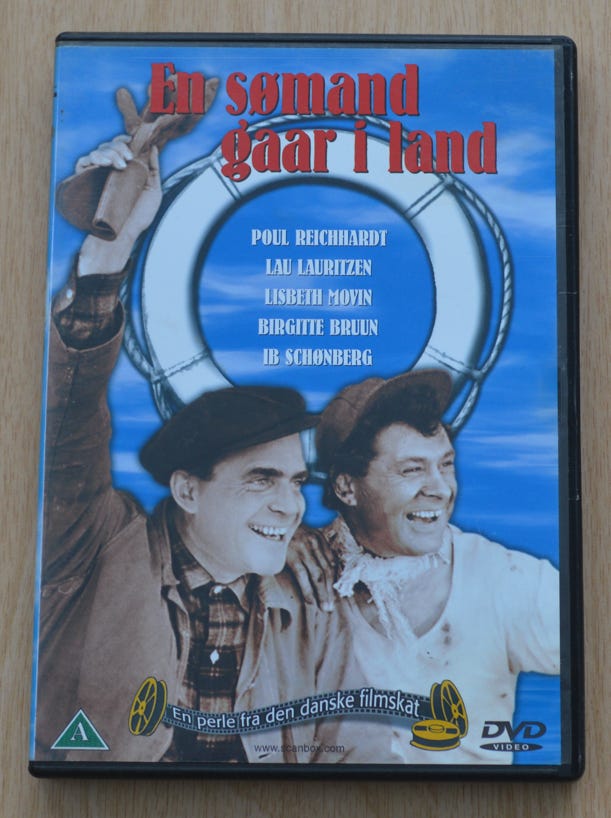 En sømand
gaar i land
POUL REICHHARDT
LAU LAURITZEN
LISBETH MOVIN
BIRGITTE BRUUN
IB SCHØNBERG
En perle fra den danske filmskat
www.scanbox.com
A
DVD
VIDEO